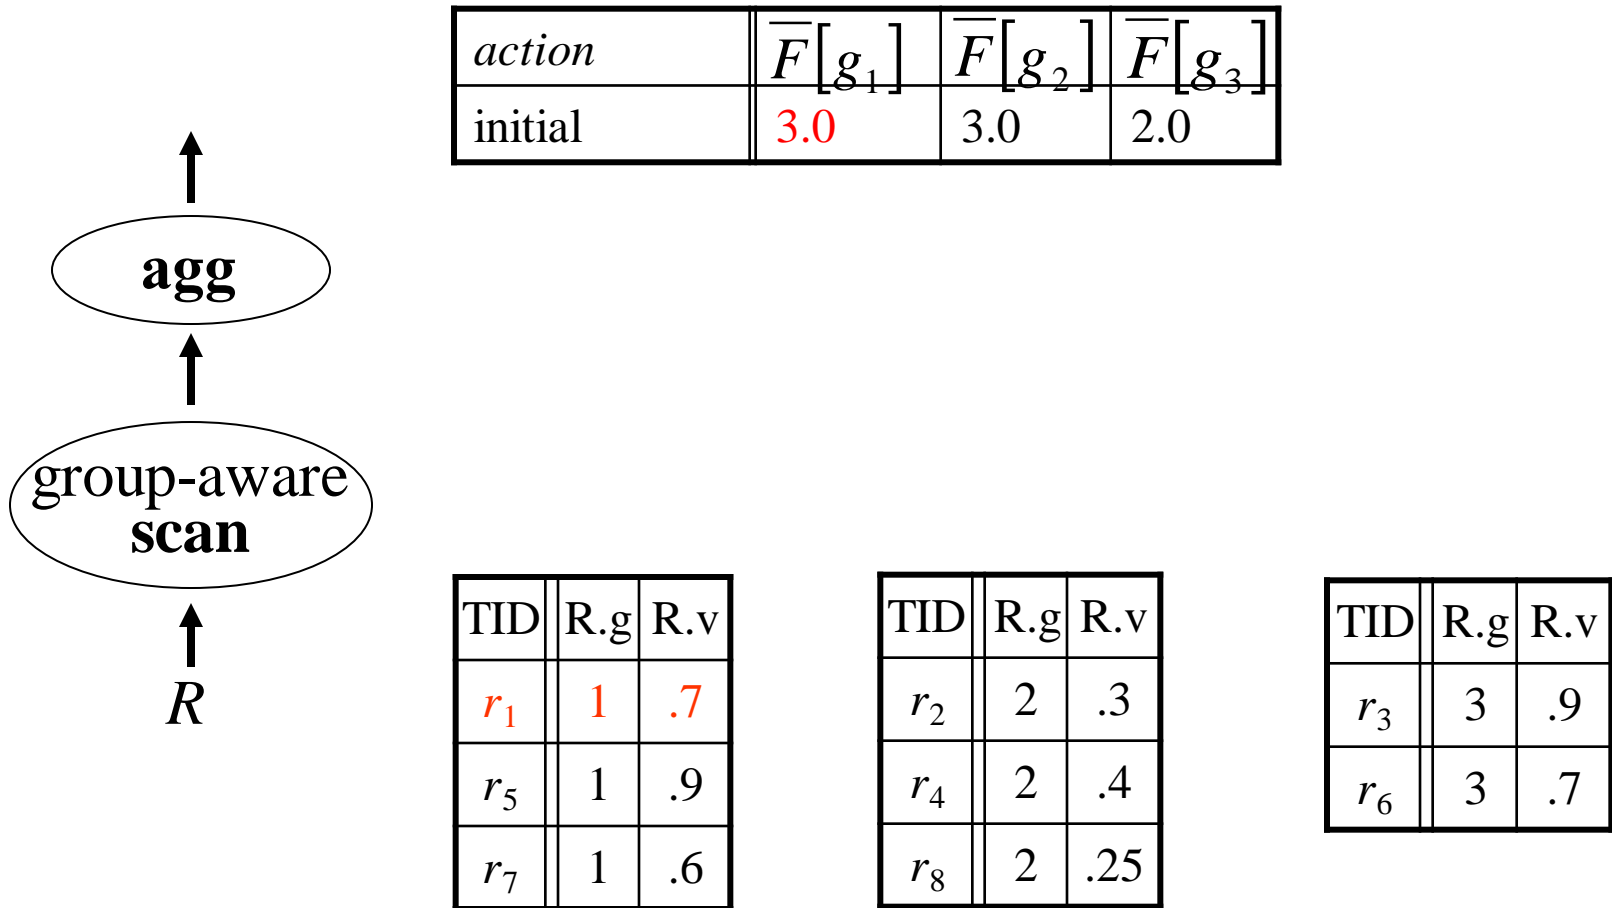 action F̅[g₁] F̅[g₂] F̅[g₃]
initial 3.0 3.0 2.0
agg
group-aware
scan
R
TID R.g R.v
r₁ 1 .7
r₅ 1 .9
r₇ 1 .6
TID R.g R.v
r₂ 2 .3
r₄ 2 .4
r₈ 2 .25
TID R.g R.v
r₃ 3 .9
r₆ 3 .7